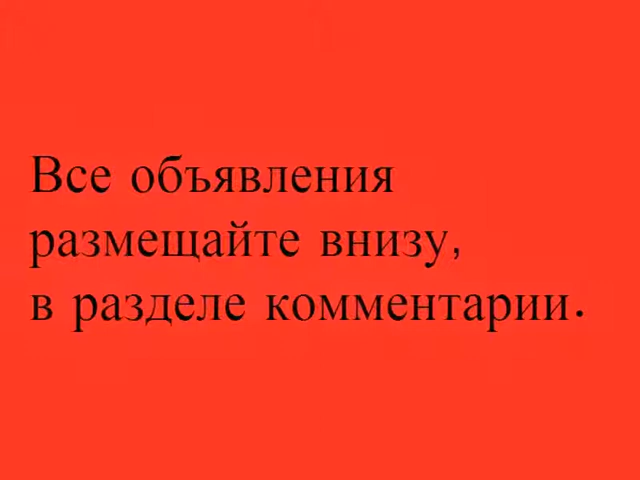 Все объявления
размещайте внизу,
в разделе комментарии.